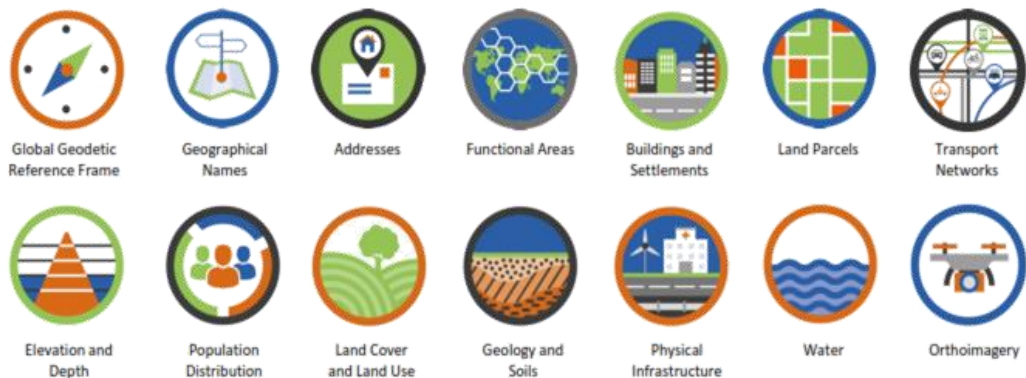 Global Geodetic
Reference Frame
Geographical
Names
Addresses
Functional Areas
Buildings and
Settlements
Land Parcels
Transport
Networks
Elevation and
Depth
Population
Distribution
Land Cover
and Land Use
Geology and
Soils
Physical
Infrastructure
Water
Orthoimagery